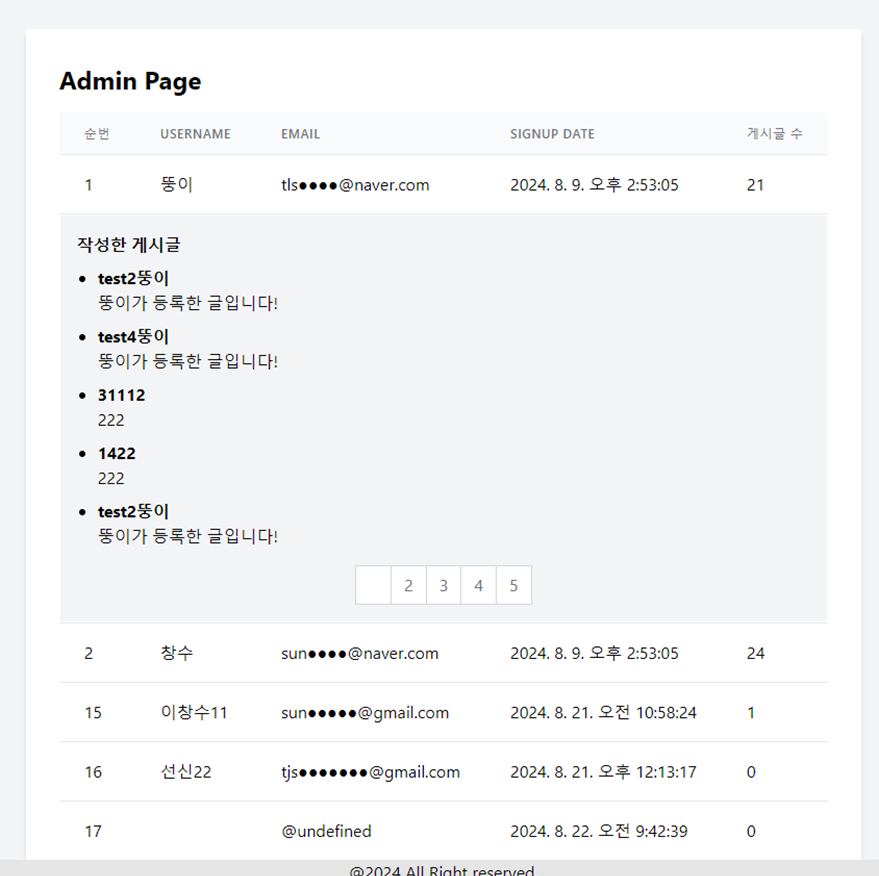 Admin Page
순번 USERNAME EMAIL SIGNUP DATE 게시글 수
1 뚱이 tls●●●●@naver.com 2024. 8. 9. 오후 2:53:05 21
작성한 게시글
• test2뚱이
뚱이가 등록한 글입니다!
• test4뚱이
뚱이가 등록한 글입니다!
• 31112
222
• 1422
222
• test2뚱이
뚱이가 등록한 글입니다!
2 3 4 5
2 창수 sun●●●●@naver.com 2024. 8. 9. 오후 2:53:05 24
15 이창수11 sun●●●●●@gmail.com 2024. 8. 21. 오전 10:58:24 1
16 선신22 tjs●●●●●●●@gmail.com 2024. 8. 21. 오후 12:13:17 0
17 @undefined 2024. 8. 22. 오전 9:42:39 0
@2024 All Right reserved